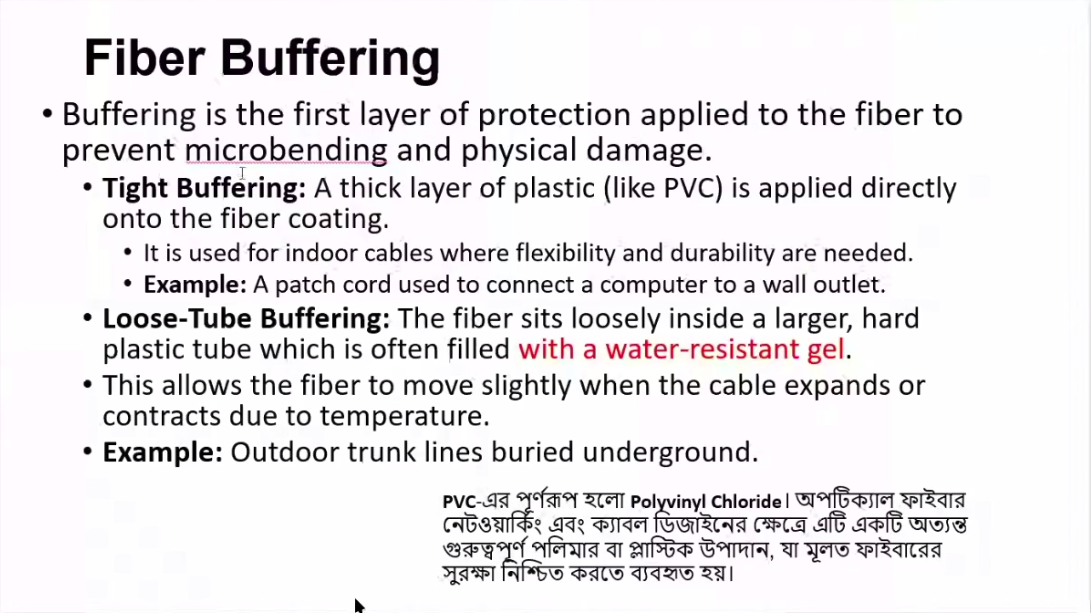 Fiber Buffering
• Buffering is the first layer of protection applied to the fiber to
prevent microbending and physical damage.
• Tight Buffering: A thick layer of plastic (like PVC) is applied directly
onto the fiber coating.
• It is used for indoor cables where flexibility and durability are needed.
• Example: A patch cord used to connect a computer to a wall outlet.
• Loose-Tube Buffering: The fiber sits loosely inside a larger, hard
plastic tube which is often filled with a water-resistant gel.
• This allows the fiber to move slightly when the cable expands or
contracts due to temperature.
• Example: Outdoor trunk lines buried underground.
PVC-এর পূর্ণরূপ হলো Polyvinyl Chloride। অপটিক্যাল ফাইবার
নেটওয়ার্কিং এবং ক্যাবল ডিজাইনের ক্ষেত্রে এটি একটি অত্যন্ত
গুরুত্বপূর্ণ পলিমার বা প্লাস্টিক উপাদান, যা মূলত ফাইবারের
সুরক্ষা নিশ্চিত করতে ব্যবহৃত হয়।